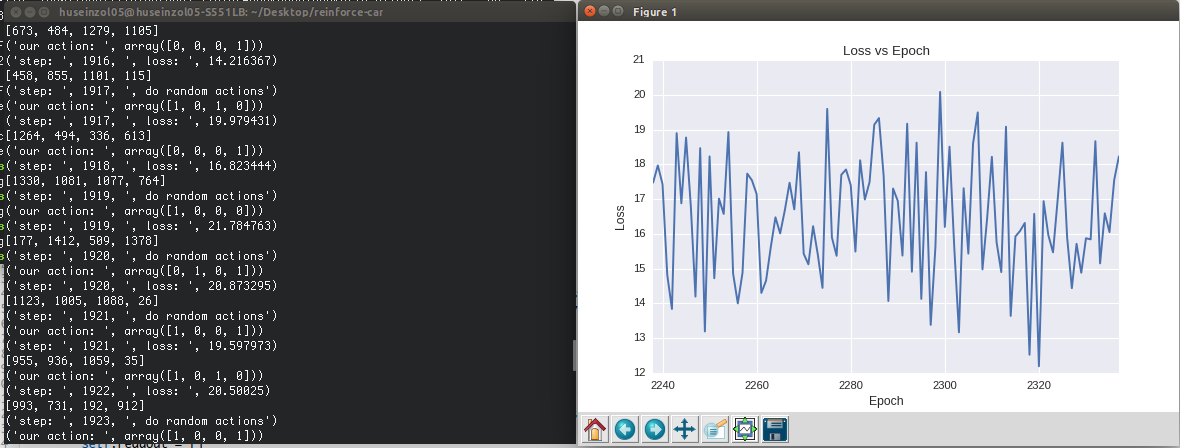 huseinzol05@huseinzol05-S551LB: ~/Desktop/reinforce-car
[673, 484, 1279, 1105]
('our action: ', array([0, 0, 0, 1]))
('step: ', 1916, ', loss: ', 14.216367)
[458, 855, 1101, 115]
('step: ', 1917, ', do random actions')
('our action: ', array([1, 0, 1, 0]))
('step: ', 1917, ', loss: ', 19.979431)
[1264, 494, 336, 613]
('our action: ', array([0, 0, 0, 0]))
('step: ', 1918, ', loss: ', 16.823444)
[1330, 1081, 1077, 764]
('step: ', 1919, ', do random actions')
('our action: ', array([1, 0, 0, 0]))
('step: ', 1919, ', loss: ', 21.784763)
[177, 1412, 509, 1378]
('step: ', 1920, ', do random actions')
('our action: ', array([0, 1, 0, 1]))
('step: ', 1920, ', loss: ', 20.873295)
[1123, 1005, 1088, 26]
('step: ', 1921, ', do random actions')
('our action: ', array([1, 0, 0, 1]))
('step: ', 1921, ', loss: ', 19.597973)
[955, 936, 1059, 35]
('our action: ', array([1, 0, 1, 0]))
('step: ', 1922, ', loss: ', 20.50025)
[993, 731, 192, 912]
('step: ', 1923, ', do random actions')
('our action: ', array([1, 0, 0, 1]))
Figure 1
Loss vs Epoch
21
20
19
18
17
16
15
14
13
12
Loss
2240 2260 2280 2300 2320
Epoch